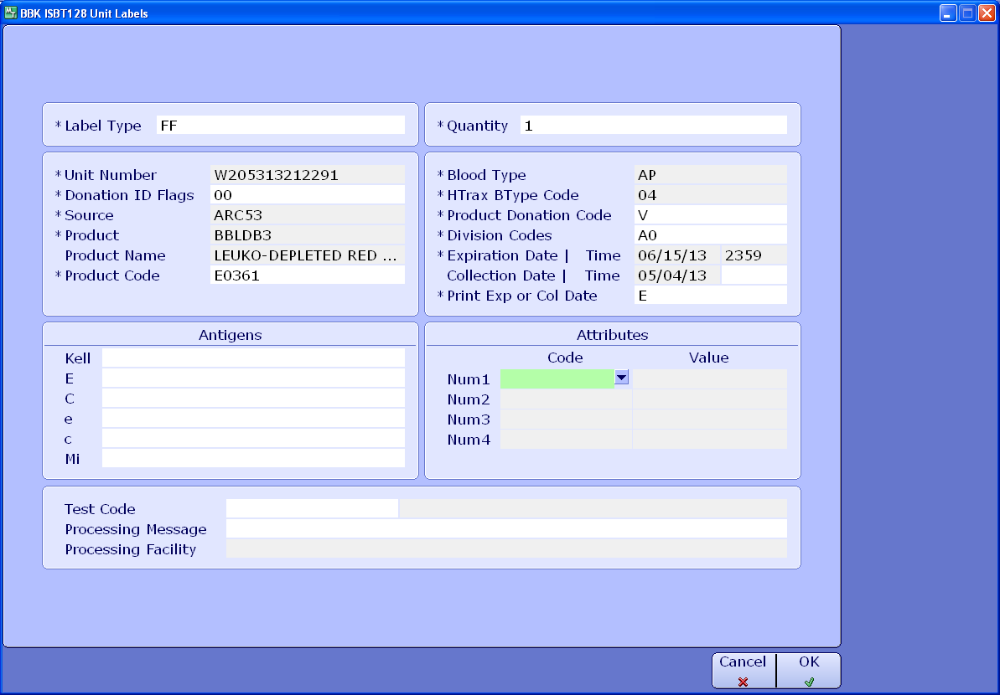 BBK ISBT128 Unit Labels
*Label Type FF
*Quantity 1
*Unit Number W205313212291
*Donation ID Flags 00
*Source ARC53
*Product BBLDB3
Product Name LEUKO-DEPLETED RED ...
*Product Code E0361
*Blood Type AP
*HTrax BType Code 04
*Product Donation Code V
*Division Codes A0
*Expiration Date | Time 06/15/13 2359
Collection Date | Time 05/04/13
*Print Exp or Col Date E
Antigens
Kell
E
C
e
c
Mi
Attributes
Code Value
Num1
Num2
Num3
Num4
Test Code
Processing Message
Processing Facility
Cancel OK